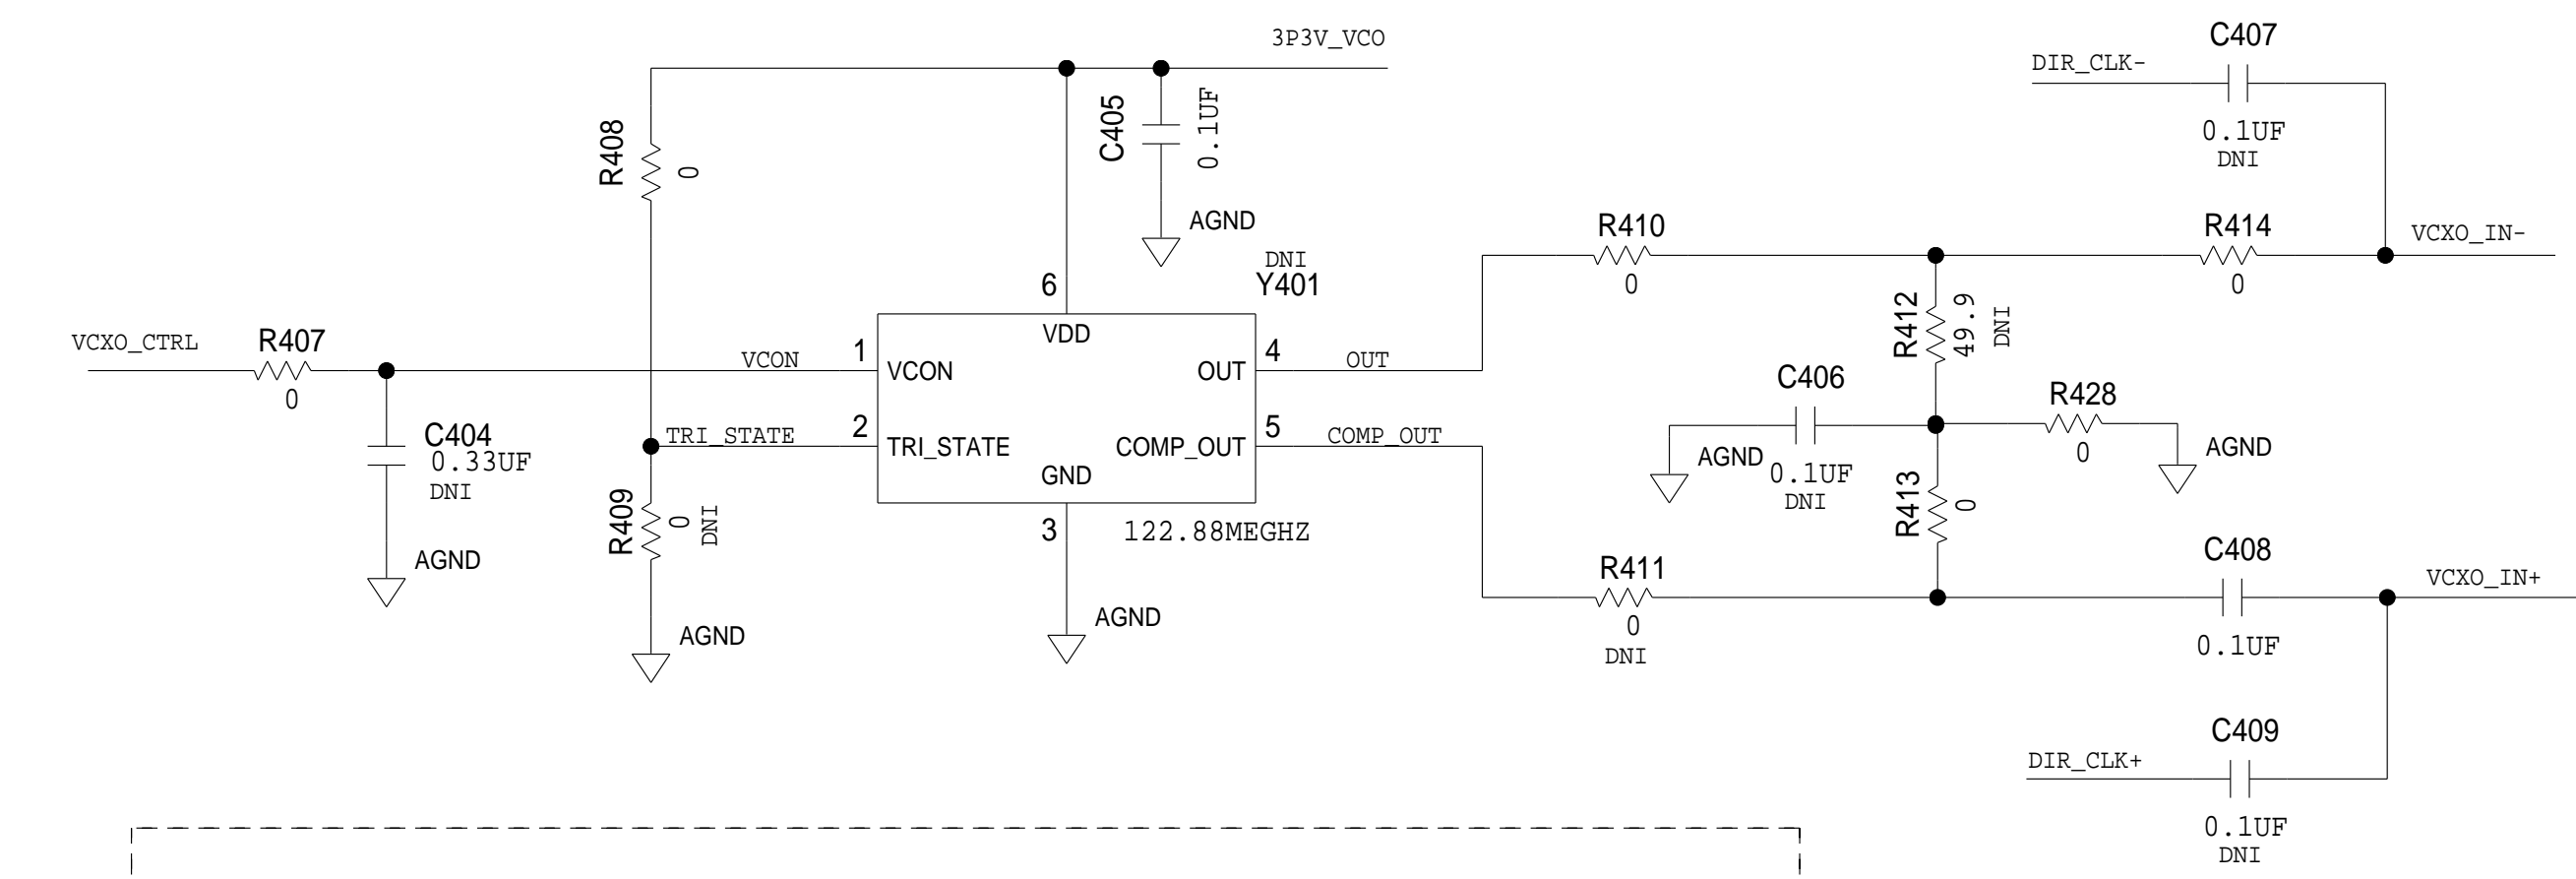 3P3V_VCO
C407
DIR_CLK-
0.1UF
DNI
R408
0
C405
0.1UF
AGND
R410
0
R414
0
VCXO_IN-
DNI
Y401
6
VDD
VCXO_CTRL
R407
0
VCON
1
VCON
OUT
4
OUT
R412
49.9
DNI
C404
0.33UF
DNI
AGND
TRI_STATE
2
TRI_STATE
COMP_OUT
5
COMP_OUT
GND
3
122.88MEGHZ
AGND
R409
0
DNI
AGND
C406
0.1UF
DNI
AGND
R428
0
AGND
R413
0
R411
0
DNI
C408
0.1UF
VCXO_IN+
C409
DIR_CLK+
0.1UF
DNI